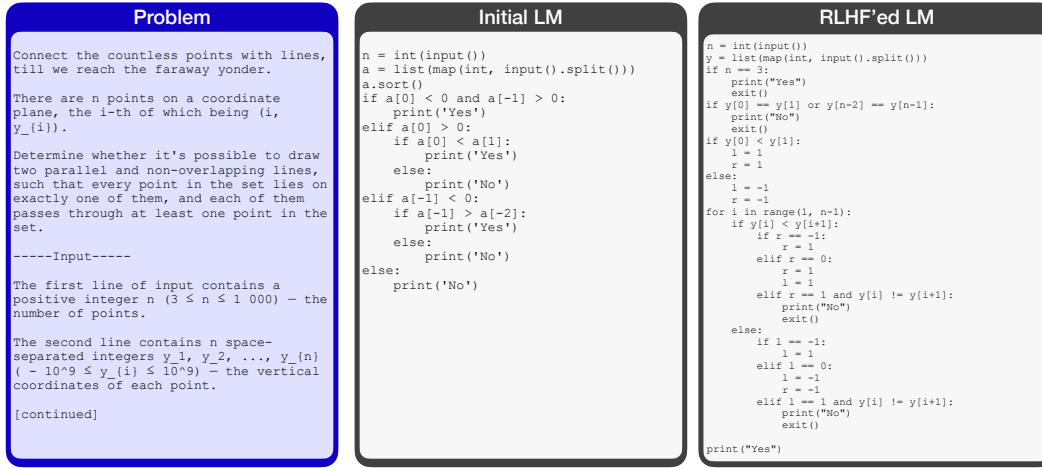 Problem
Connect the countless points with lines,
till we reach the faraway yonder.
There are n points on a coordinate
plane, the i-th of which being (i,
y_{i}).
Determine whether it's possible to draw
two parallel and non-overlapping lines,
such that every point in the set lies on
exactly one of them, and each of them
passes through at least one point in the
set.
-----Input-----
The first line of input contains a
positive integer n (3 ≤ n ≤ 1 000) — the
number of points.
The second line contains n space-
separated integers y_1, y_2, ..., y_{n}
( - 10^9 ≤ y_{i} ≤ 10^9) — the vertical
coordinates of each point.
[continued]
Initial LM
n = int(input())
a = list(map(int, input().split()))
a.sort()
if a[0] < 0 and a[-1] > 0:
    print('Yes')
elif a[0] > 0:
    if a[0] < a[1]:
        print('Yes')
    else:
        print('No')
elif a[-1] < 0:
    if a[-1] > a[-2]:
        print('Yes')
    else:
        print('No')
else:
    print('No')
RLHF'ed LM
n = int(input())
y = list(map(int, input().split()))
if n == 3:
    print("Yes")
    exit()
if y[0] == y[1] or y[n-2] == y[n-1]:
    print("No")
    exit()
if y[0] < y[1]:
    l = 1
    r = 1
else:
    l = -1
    r = -1
for i in range(1, n-1):
    if y[i] < y[i+1]:
        if r == -1:
            r = 1
        elif r == 0:
            r = 1
            l = 1
        elif r == 1 and y[i] != y[i+1]:
            print("No")
            exit()
    else:
        if l == -1:
            l = 1
        elif l == 0:
            l = -1
            r = -1
        elif l == 1 and y[i] != y[i+1]:
            print("No")
            exit()
print("Yes")